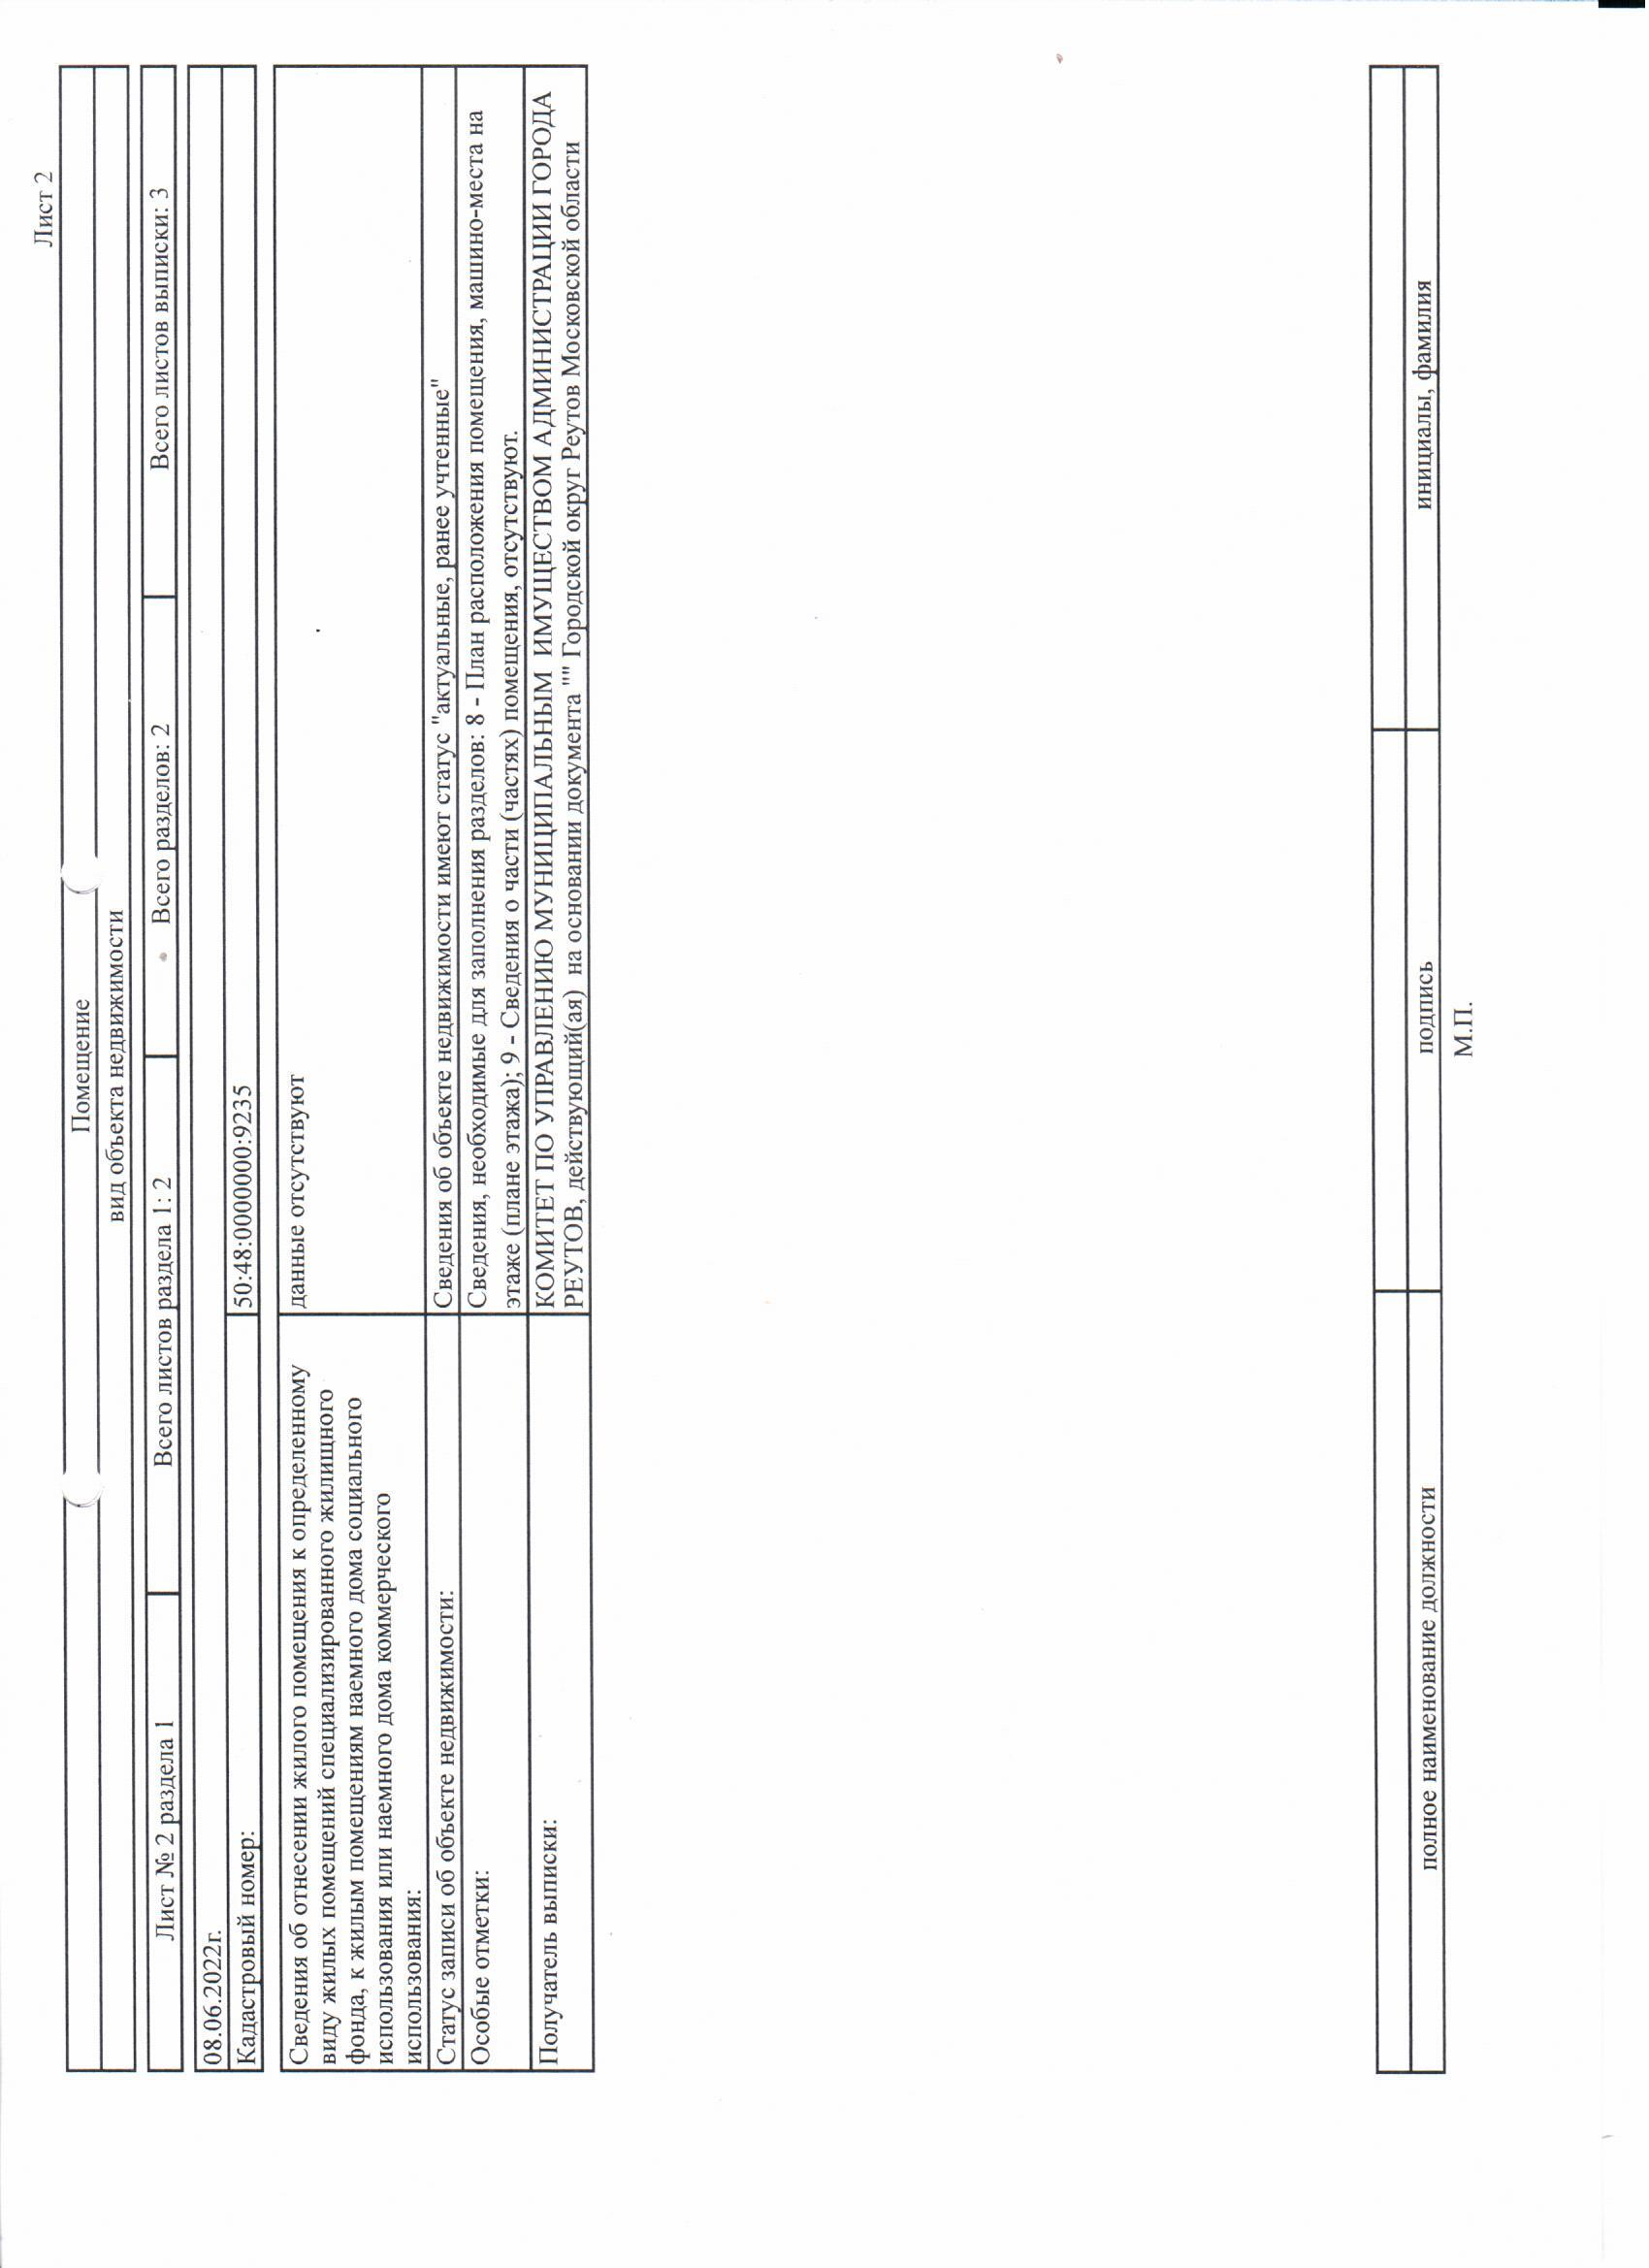 Лист 2
Помещение
вид объекта недвижимости
Лист № 2 раздела 1 Всего листов раздела 1: 2 Всего разделов: 2 Всего листов выписки: 3
08.06.2022г.
Кадастровый номер: 50:48:0000000:9235
Сведения об отнесении жилого помещения к определенному
виду жилых помещений специализированного жилищного
фонда, к жилым помещениям наемного дома социального
использования или наемного дома коммерческого
использования:
данные отсутствуют
Статус записи об объекте недвижимости: Сведения об объекте недвижимости имеют статус "актуальные, ранее учтенные"
Особые отметки: Сведения, необходимые для заполнения разделов: 8 - План расположения помещения, машино-места на
этаже (плане этажа); 9 - Сведения о части (частях) помещения, отсутствуют.
Получатель выписки: КОМИТЕТ ПО УПРАВЛЕНИЮ МУНИЦИПАЛЬНЫМ ИМУЩЕСТВОМ АДМИНИСТРАЦИИ ГОРОДА
РЕУТОВ, действующий(ая) на основании документа "" Городской округ Реутов Московской области
полное наименование должности подпись инициалы, фамилия
М.П.